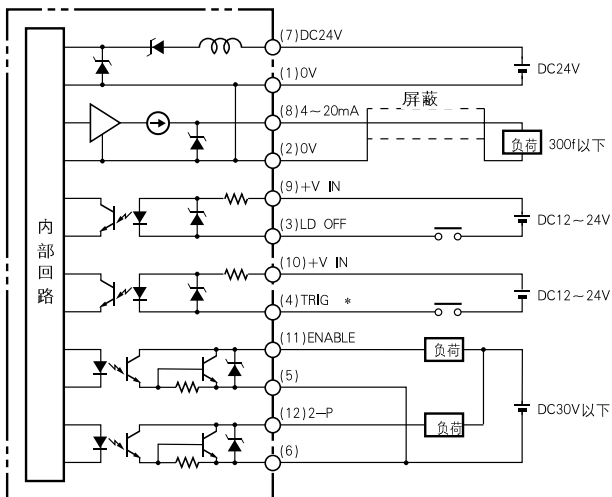 (7)DC24V
DC24V
(1)0V
屏蔽
(8)4~20mA
负荷
300f以下
(2)0V
(9)+V IN
DC12~24V
(3)LD OFF
内部回路
(10)+V IN
DC12~24V
(4)TRIG *
(11)ENABLE
负荷
(5)
DC30V以下
(12)2-P
负荷
(6)